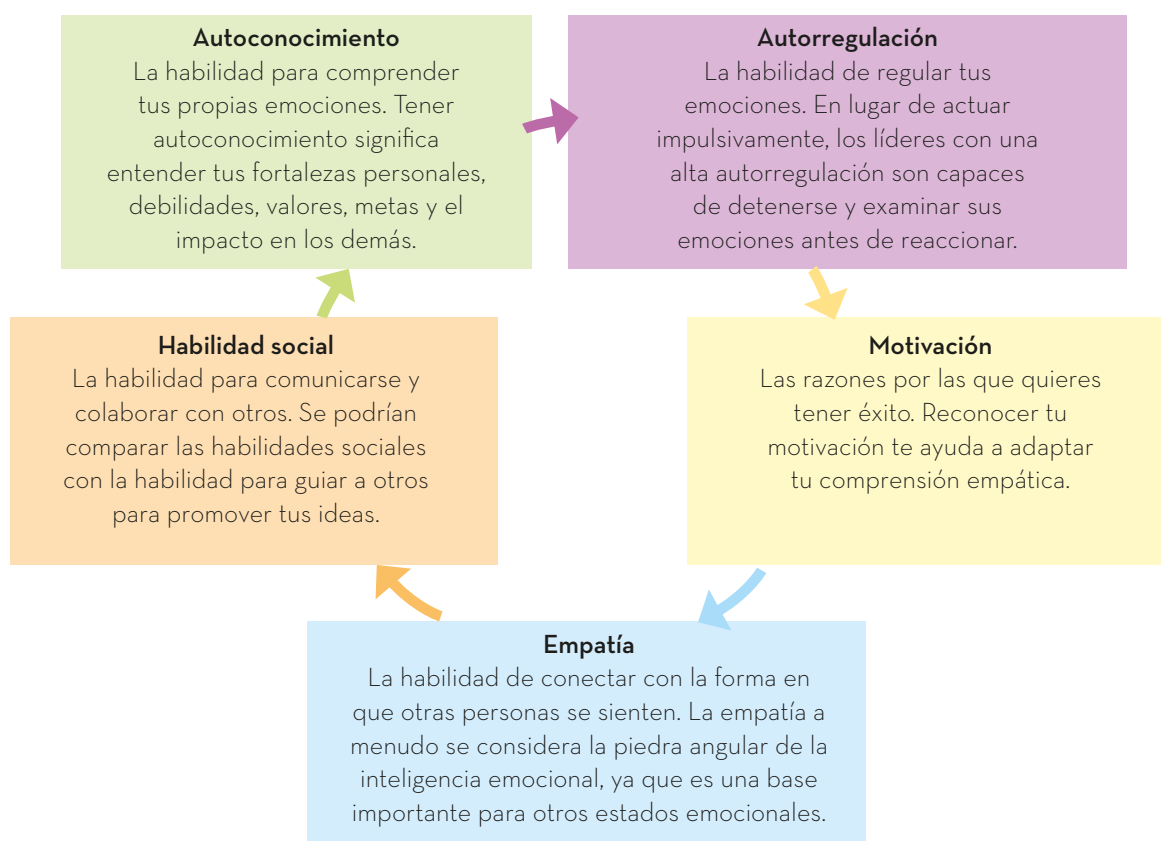 Autoconocimiento
La habilidad para comprender
tus propias emociones. Tener
autoconocimiento significa
entender tus fortalezas personales,
debilidades, valores, metas y el
impacto en los demás.
Autorregulación
La habilidad de regular tus
emociones. En lugar de actuar
impulsivamente, los líderes con una
alta autorregulación son capaces
de detenerse y examinar sus
emociones antes de reaccionar.
Motivación
Las razones por las que quieres
tener éxito. Reconocer tu
motivación te ayuda a adaptar
tu comprensión empática.
Empatía
La habilidad de conectar con la forma en
que otras personas se sienten. La empatía a
menudo se considera la piedra angular de la
inteligencia emocional, ya que es una base
importante para otros estados emocionales.
Habilidad social
La habilidad para comunicarse y
colaborar con otros. Se podrían
comparar las habilidades sociales
con la habilidad para guiar a otros
para promover tus ideas.